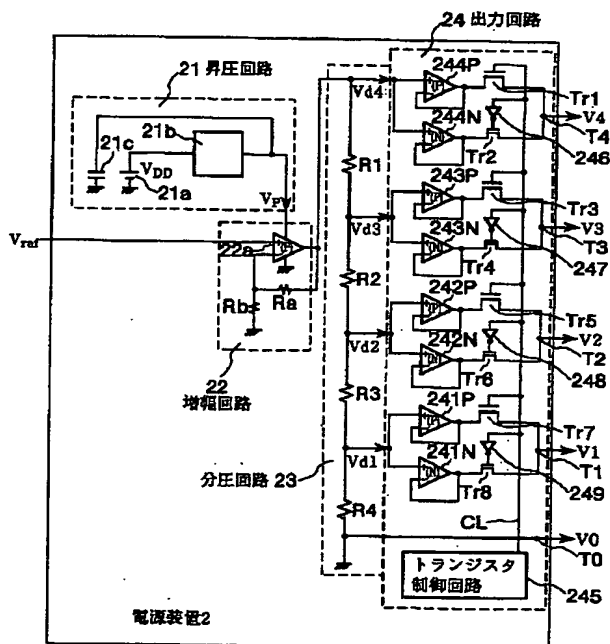 24 出力回路
21 昇圧回路
21b
21c
VDD
21a
VPW
Vref
22a
Ra
Rb
22
増幅回路
分圧回路 23
R1
R2
R3
R4
Vd4
Vd3
Vd2
Vd1
244P
Tr1
V4
T4
244N
Tr2
246
243P
Tr3
V3
T3
243N
Tr4
247
242P
Tr5
V2
T2
242N
Tr6
248
241P
Tr7
V1
T1
241N
Tr8
249
CL
V0
T0
トランジスタ
制御回路
245
電源装置2